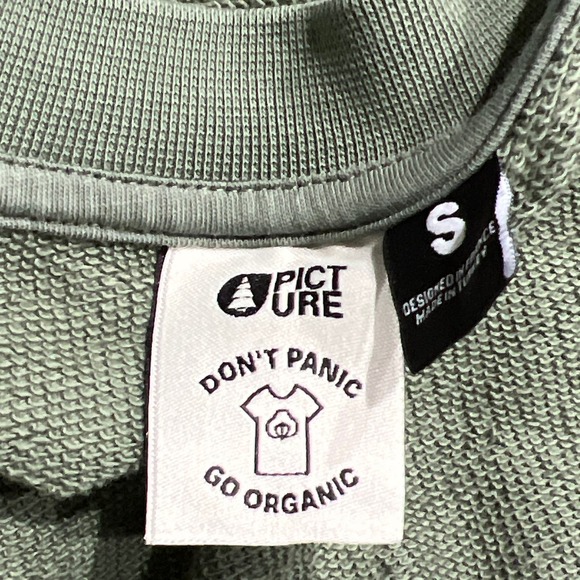 PICT
URE
DON'T PANIC
GO ORGANIC
S
DESIGNED IN FRANCE
MADE IN TURKEY